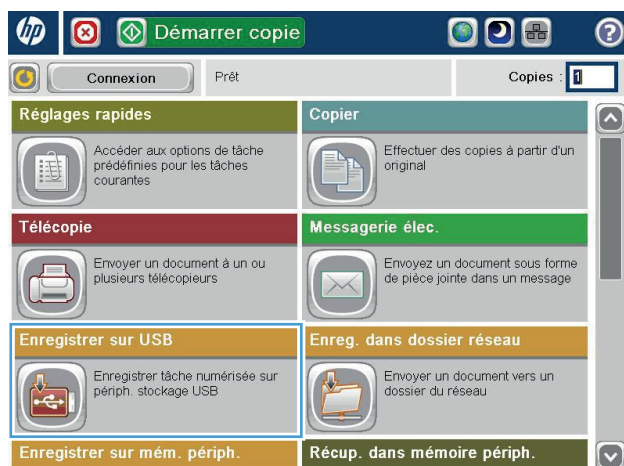 hp Démarrer copie ?
Connexion Prêt Copies : 1
Réglages rapides
Accéder aux options de tâche
prédéfinies pour les tâches
courantes
Copier
Effectuer des copies à partir d'un
original
Télécopie
Envoyer un document à un ou
plusieurs télécopieurs
Messagerie élec.
Envoyez un document sous forme
de pièce jointe dans un message
Enregistrer sur USB
Enregistrer tâche numérisée sur
périph. stockage USB
Enreg. dans dossier réseau
Envoyer un document vers un
dossier du réseau
Enregistrer sur mém. périph.
Récup. dans mémoire périph.